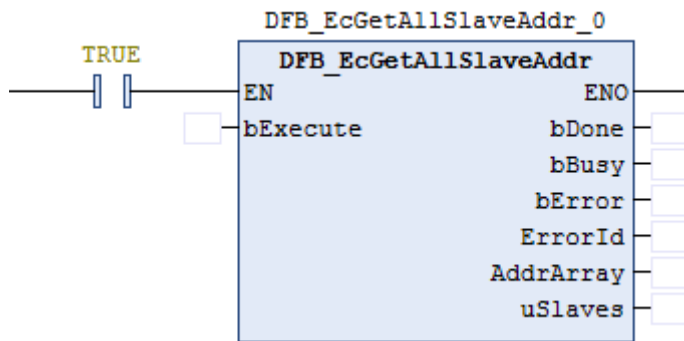 DFB_EcGetAllSlaveAddr_0
TRUE
DFB_EcGetAllSlaveAddr
EN ENO
bExecute bDone
bBusy
bError
ErrorId
AddrArray
uSlaves